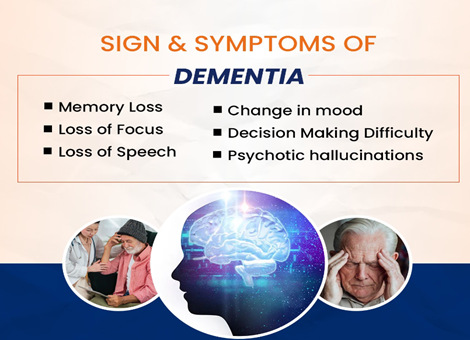 SIGN & SYMPTOMS OF
DEMENTIA
■ Memory Loss
■ Loss of Focus
■ Loss of Speech
■ Change in mood
■ Decision Making Difficulty
■ Psychotic hallucinations